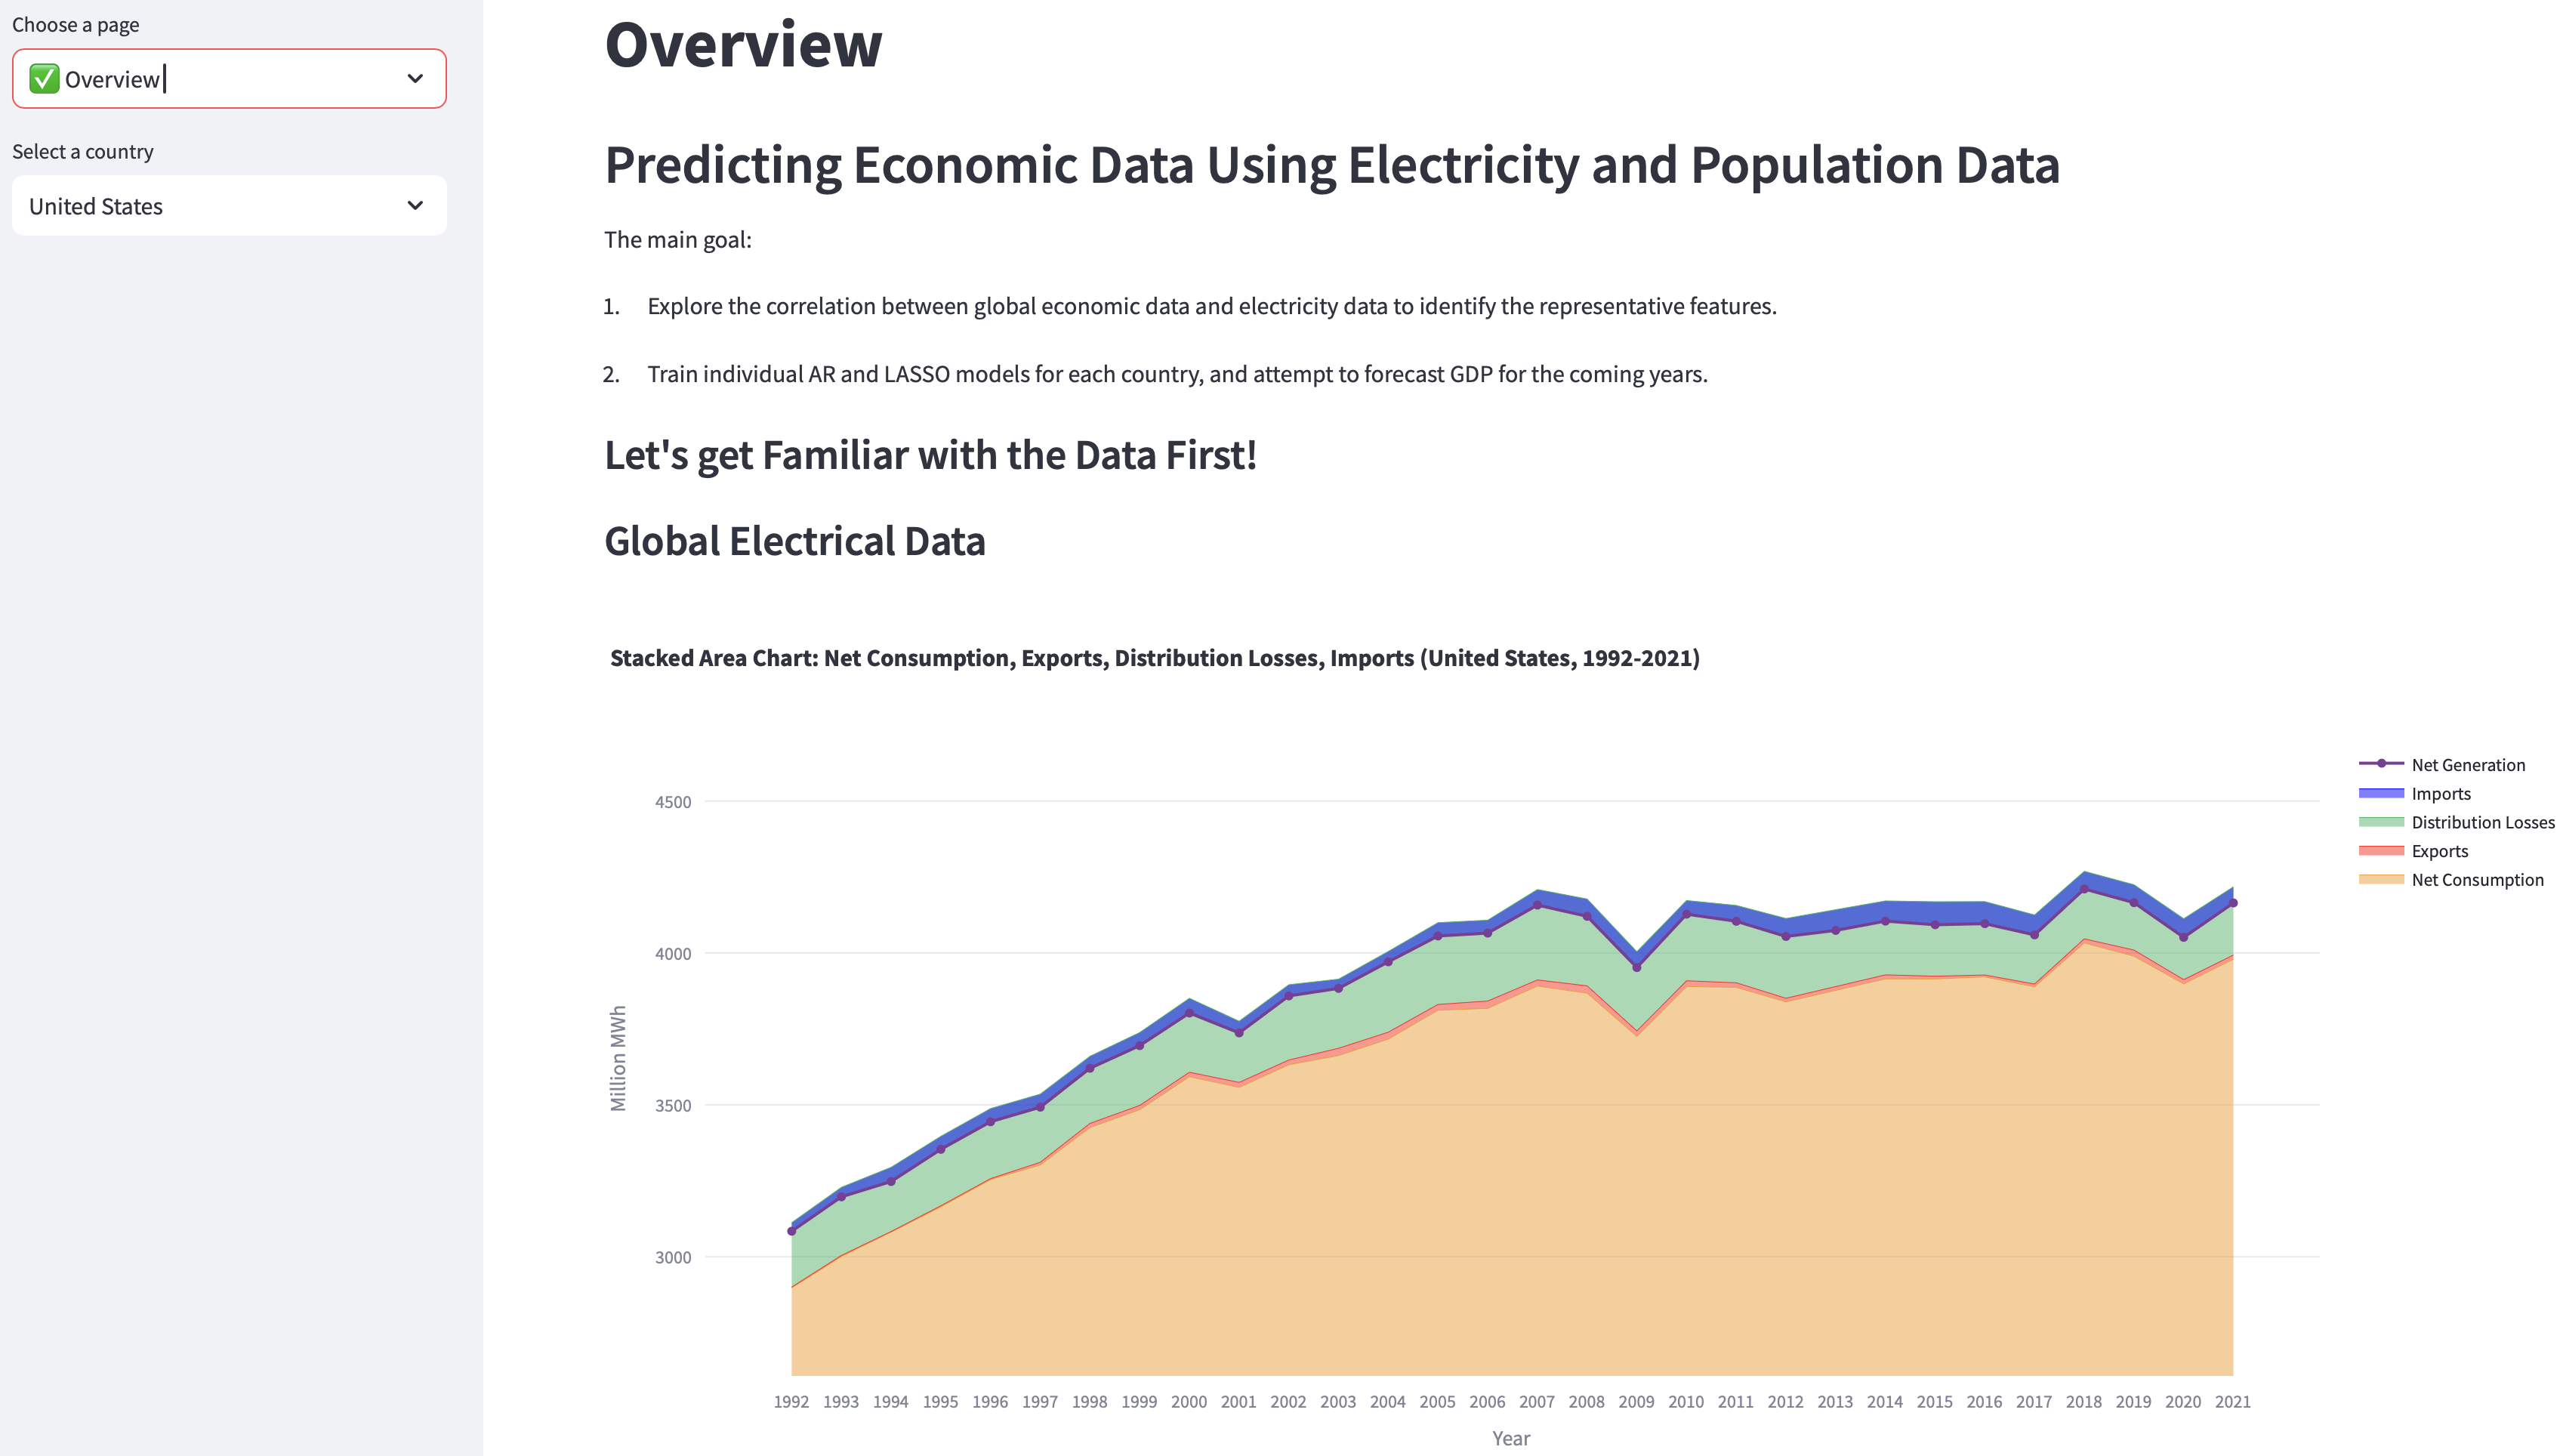 Choose a page
✅ Overview
Select a country
United States
Overview
Predicting Economic Data Using Electricity and Population Data
The main goal:
1. Explore the correlation between global economic data and electricity data to identify the representative features.
2. Train individual AR and LASSO models for each country, and attempt to forecast GDP for the coming years.
Let's get Familiar with the Data First!
Global Electrical Data
Stacked Area Chart: Net Consumption, Exports, Distribution Losses, Imports (United States, 1992-2021)
Net Generation
Imports
Distribution Losses
Exports
Net Consumption
4500
4000
3500
3000
Million MWh
1992 1993 1994 1995 1996 1997 1998 1999 2000 2001 2002 2003 2004 2005 2006 2007 2008 2009 2010 2011 2012 2013 2014 2015 2016 2017 2018 2019 2020 2021
Year